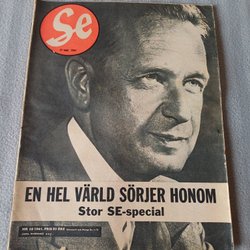 Se
EN HEL VÄRLD SÖRJER HONOM
Stor SE-special